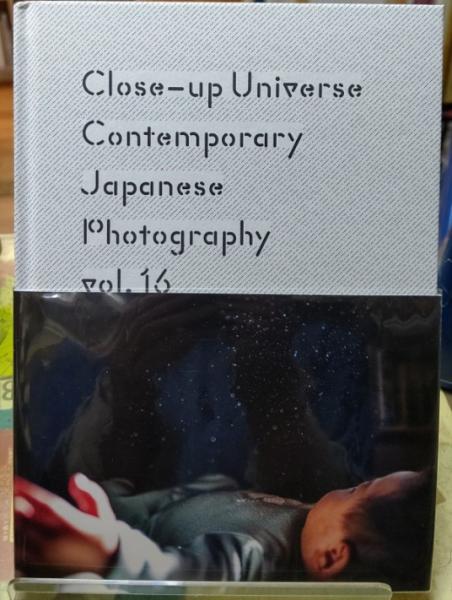 Close-up Universe
Contemporary
Japanese
Photography
vol. 16